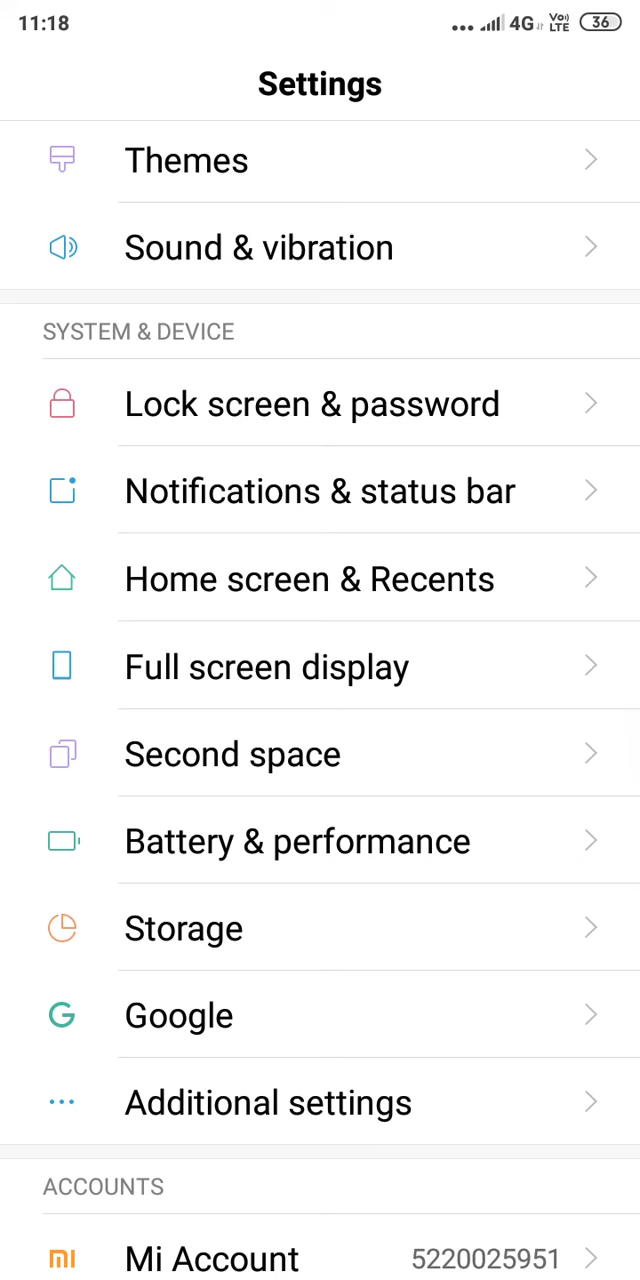 11:18
4G
Vo)) LTE
36
Settings
Themes
Sound & vibration
SYSTEM & DEVICE
Lock screen & password
Notifications & status bar
Home screen & Recents
Full screen display
Second space
Battery & performance
Storage
Google
Additional settings
ACCOUNTS
Mi Account 5220025951